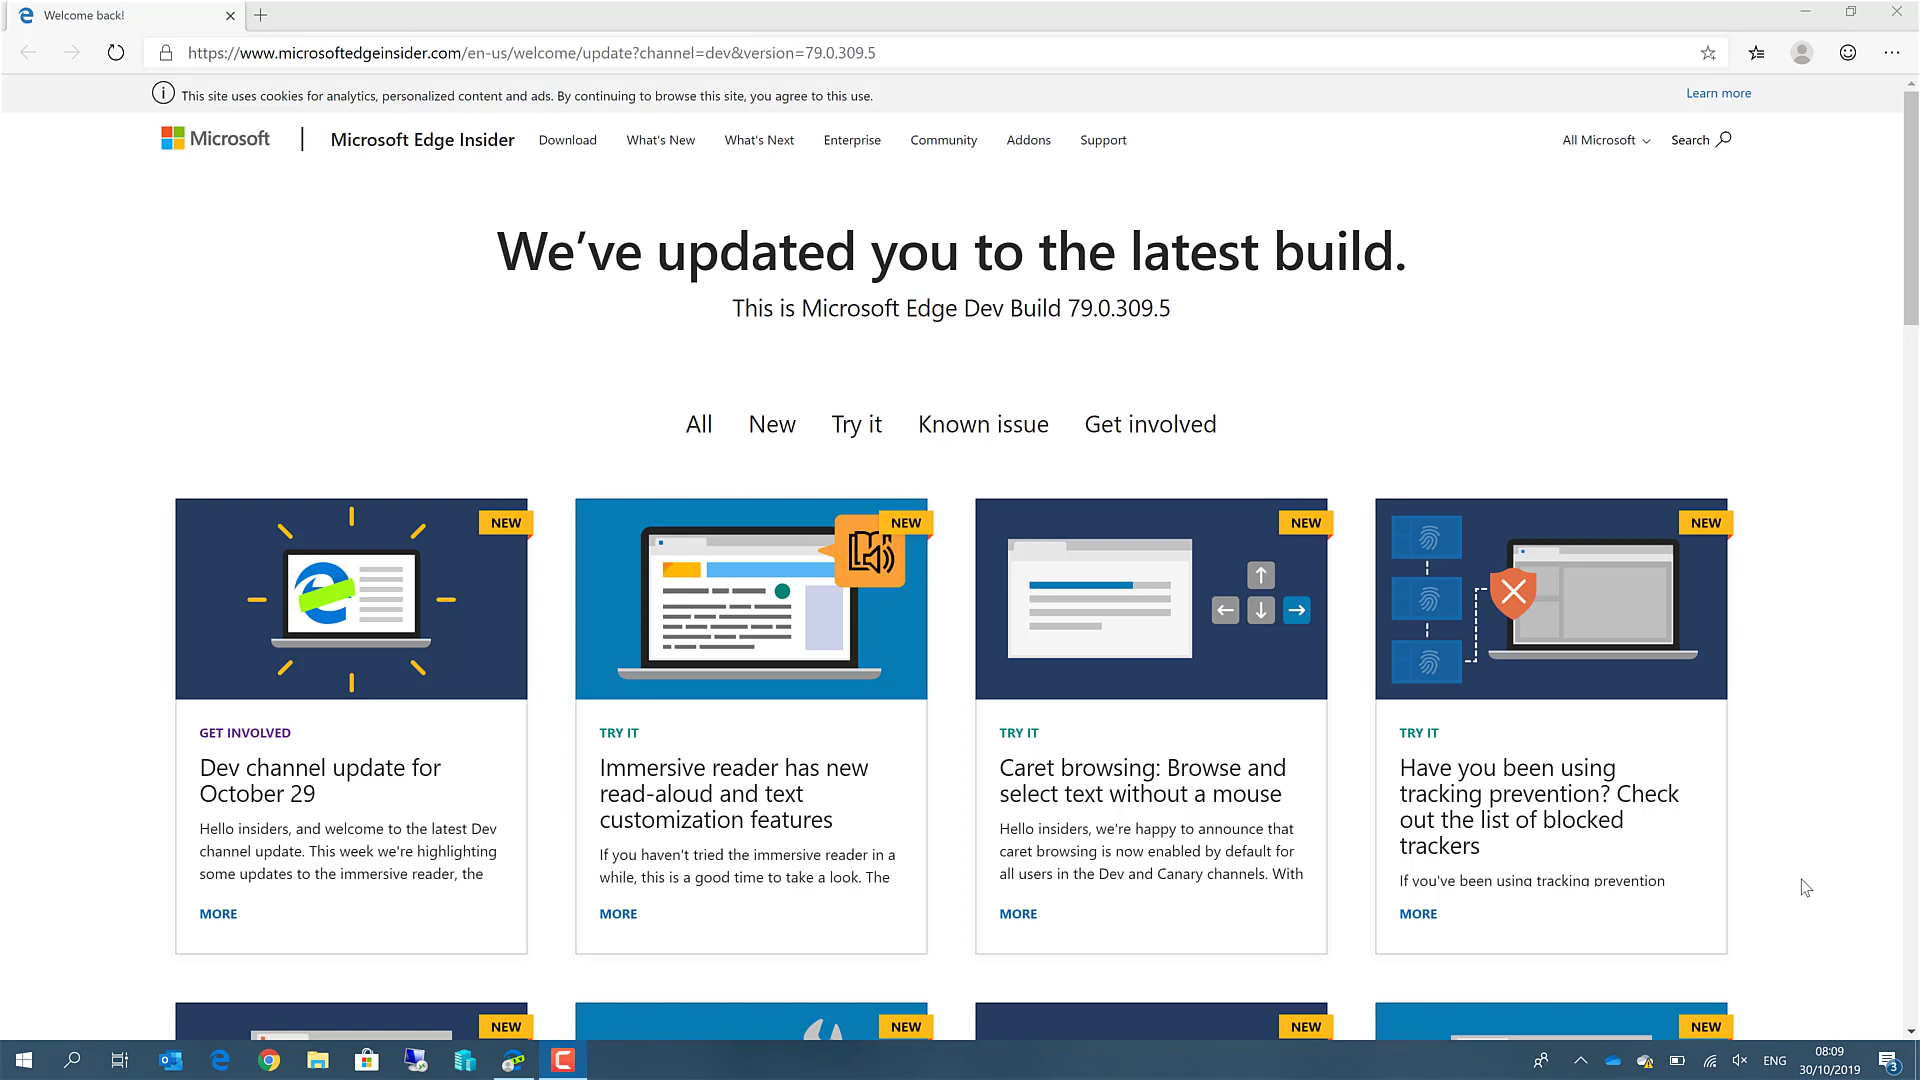 Welcome back!
https://www.microsoftedgeinsider.com/en-us/welcome/update?channel=dev&version=79.0.309.5
This site uses cookies for analytics, personalized content and ads. By continuing to browse this site, you agree to this use.
Learn more
Microsoft
Microsoft Edge Insider
Download
What's New
What's Next
Enterprise
Community
Addons
Support
All Microsoft
Search
We’ve updated you to the latest build.
This is Microsoft Edge Dev Build 79.0.309.5
All
New
Try it
Known issue
Get involved
NEW
GET INVOLVED
Dev channel update for
October 29
Hello insiders, and welcome to the latest Dev
channel update. This week we're highlighting
some updates to the immersive reader, the
MORE
NEW
TRY IT
Immersive reader has new
read-aloud and text
customization features
If you haven't tried the immersive reader in a
while, this is a good time to take a look. The
MORE
NEW
TRY IT
Caret browsing: Browse and
select text without a mouse
Hello insiders, we're happy to announce that
caret browsing is now enabled by default for
all users in the Dev and Canary channels. With
MORE
NEW
TRY IT
Have you been using
tracking prevention? Check
out the list of blocked
trackers
If you've been using tracking prevention
MORE
NEW
NEW
NEW
NEW
ENG
08:09
30/10/2019
3